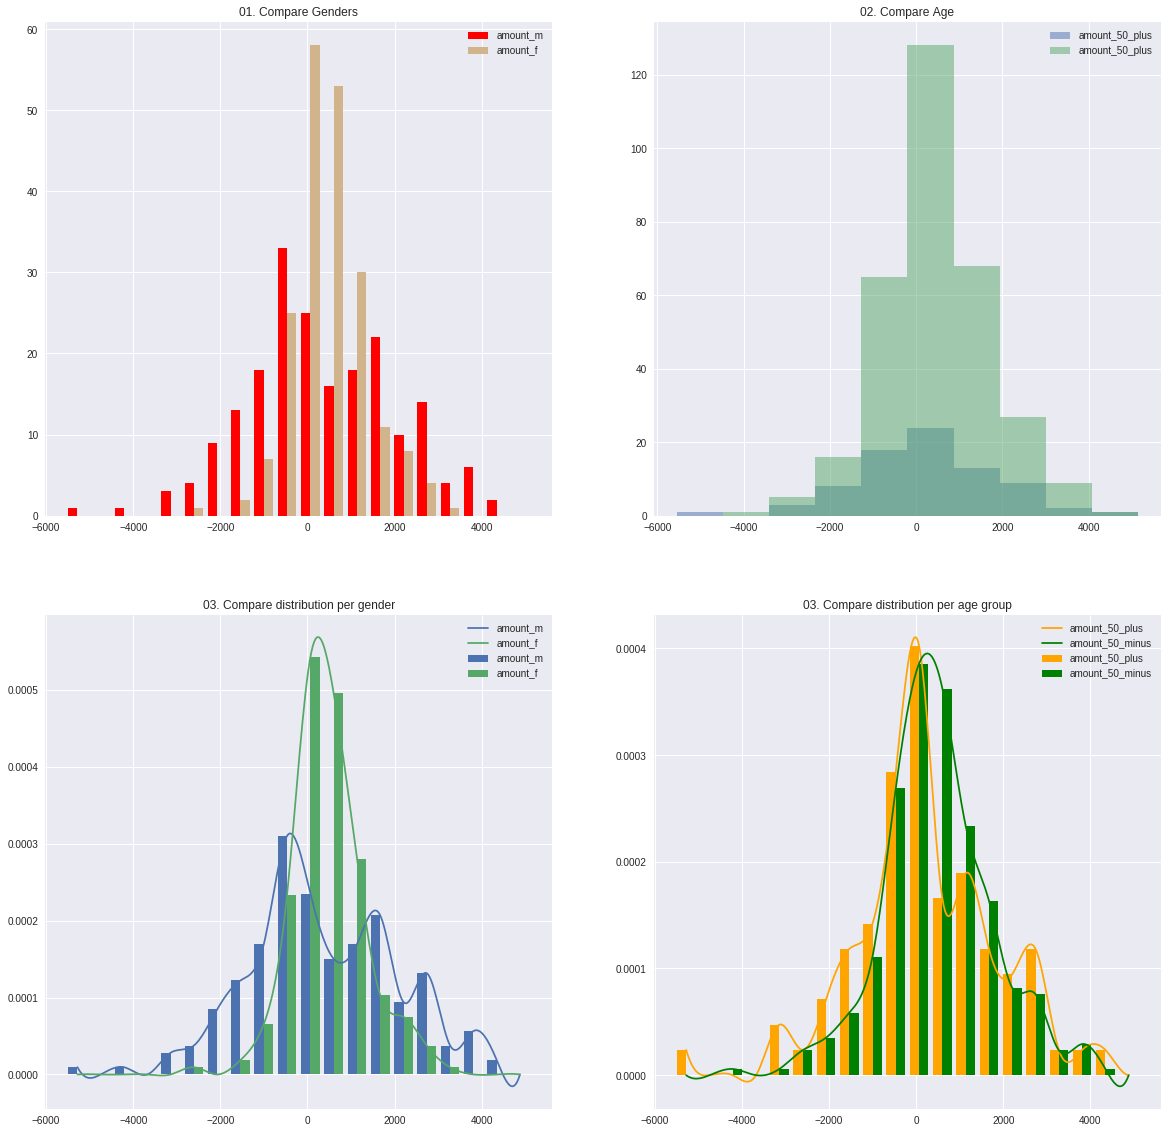 01. Compare Genders
amount_m
amount_f
60
50
40
30
20
10
0
−6000 −4000 −2000 0 2000 4000
02. Compare Age
amount_50_plus
amount_50_plus
120
100
80
60
40
20
0
−6000 −4000 −2000 0 2000 4000
03. Compare distribution per gender
amount_m
amount_f
amount_m
amount_f
0.0005
0.0004
0.0003
0.0002
0.0001
0.0000
−6000 −4000 −2000 0 2000 4000
03. Compare distribution per age group
amount_50_plus
amount_50_minus
amount_50_plus
amount_50_minus
0.0004
0.0003
0.0002
0.0001
0.0000
−6000 −4000 −2000 0 2000 4000